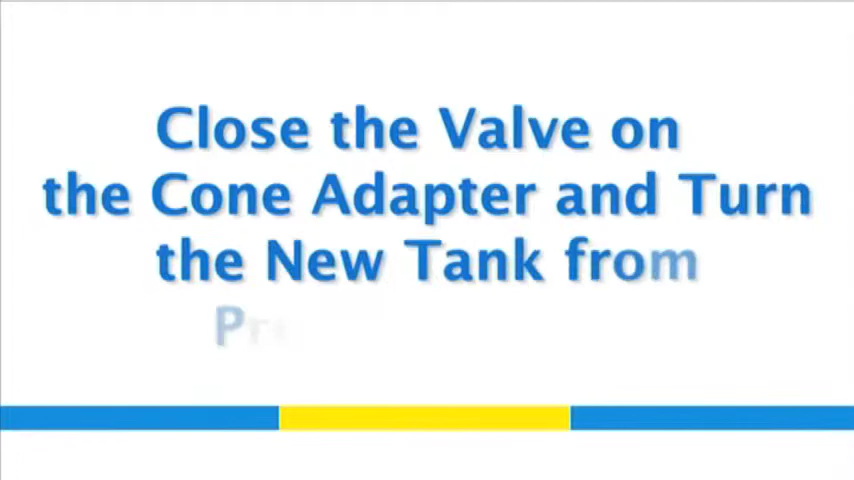 Close the Valve on
the Cone Adapter and Turn
the New Tank from